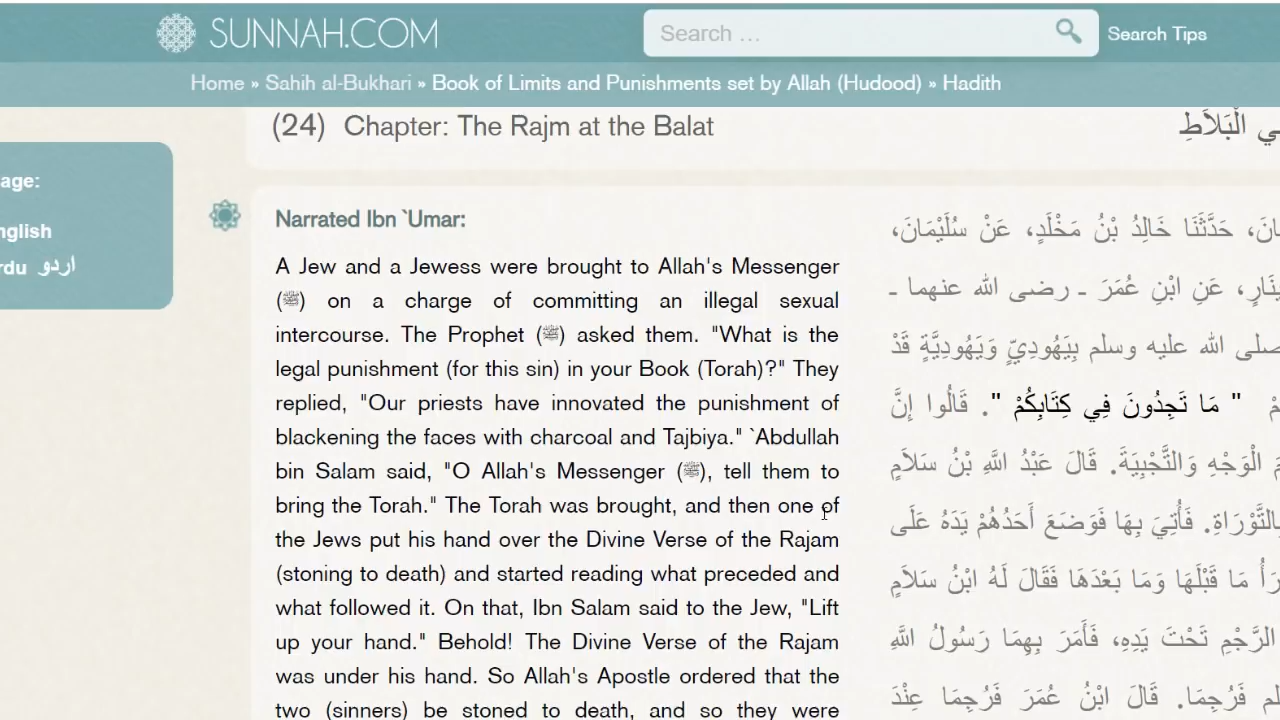 SUNNAH.COM
Search ...
Search Tips
Home » Sahih al-Bukhari » Book of Limits and Punishments set by Allah (Hudood) » Hadith
(24) Chapter: The Rajm at the Balat
الْبَلاَطِ
age:
nglish
rdu اردو
Narrated Ibn `Umar:
A Jew and a Jewess were brought to Allah's Messenger
(ﷺ) on a charge of committing an illegal sexual
intercourse. The Prophet (ﷺ) asked them. "What is the
legal punishment (for this sin) in your Book (Torah)?" They
replied, "Our priests have innovated the punishment of
blackening the faces with charcoal and Tajbiya." `Abdullah
bin Salam said, "O Allah's Messenger (ﷺ), tell them to
bring the Torah." The Torah was brought, and then one of
the Jews put his hand over the Divine Verse of the Rajam
(stoning to death) and started reading what preceded and
what followed it. On that, Ibn Salam said to the Jew, "Lift
up your hand." Behold! The Divine Verse of the Rajam
was under his hand. So Allah's Apostle ordered that the
two (sinners) be stoned to death, and so they were
حَدَّثَنَا خَالِدُ بْنُ مَخْلَدٍ، عَنْ سُلَيْمَانَ،
عَنِ ابْنِ عُمَرَ ـ رضى الله عنهما ـ
صلى الله عليه وسلم بِيَهُودِيٍّ وَيَهُودِيَّةٍ قَدْ
" مَا تَجِدُونَ فِي كِتَابِكُمْ ". قَالُوا إِنَّ
الْوَجْهِ وَالتَّجْبِيَةَ. قَالَ عَبْدُ اللَّهِ بْنُ سَلاَمٍ
بِالتَّوْرَاةِ. فَأُتِيَ بِهَا فَوَضَعَ أَحَدُهُمْ يَدَهُ عَلَى
مَا قَبْلَهَا وَمَا بَعْدَهَا فَقَالَ لَهُ ابْنُ سَلاَمٍ
الرَّجْمِ تَحْتَ يَدِهِ، فَأَمَرَ بِهِمَا رَسُولُ اللَّهِ
فَرُجِمَا. قَالَ ابْنُ عُمَرَ فَرُجِمَا عِنْدَ